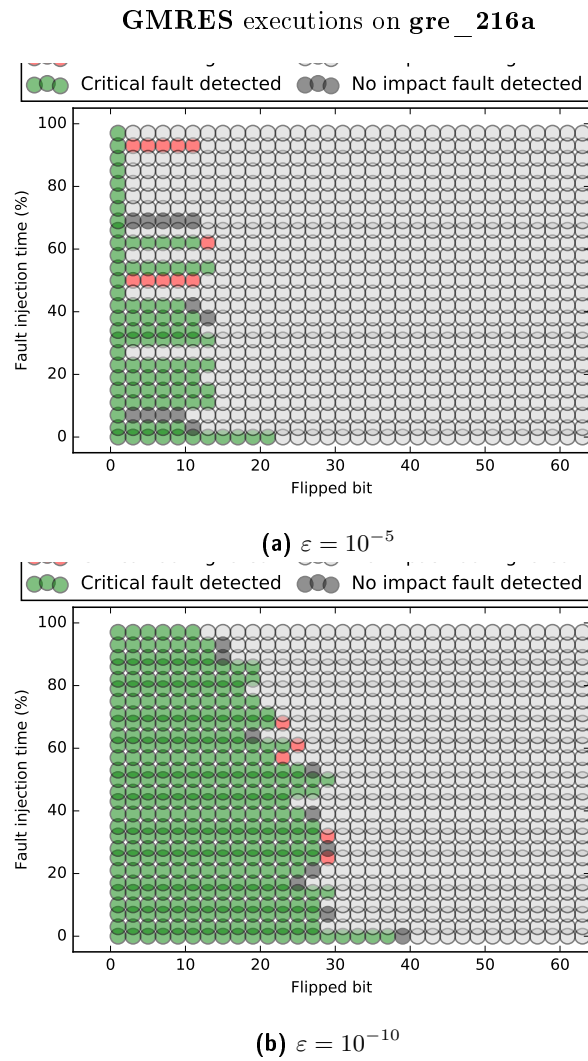 GMRES executions on gre_216a
Critical fault detected No impact fault detected
100
80
60
40
20
0
Fault injection time (%)
0 10 20 30 40 50 60
Flipped bit
(a) ε = 10^{-5}
Critical fault detected No impact fault detected
100
80
60
40
20
0
Fault injection time (%)
0 10 20 30 40 50 60
Flipped bit
(b) ε = 10^{-10}